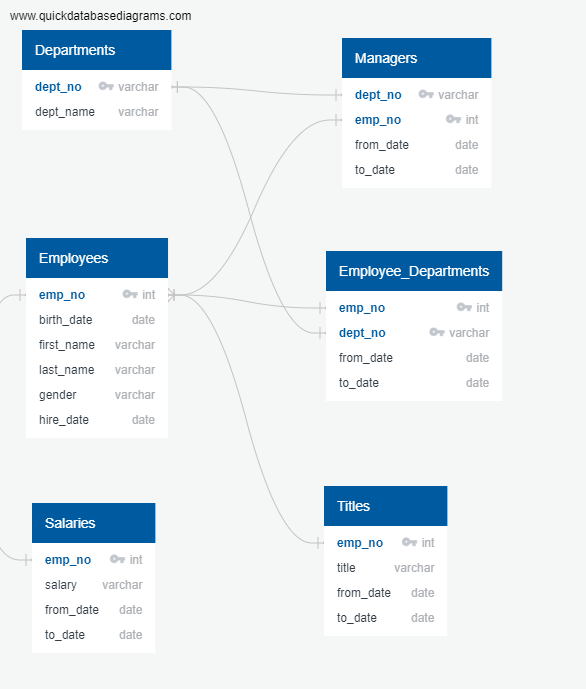 www.quickdatabasediagrams.com
Departments
dept_no varchar
dept_name varchar
Managers
dept_no varchar
emp_no int
from_date date
to_date date
Employees
emp_no int
birth_date date
first_name varchar
last_name varchar
gender varchar
hire_date date
Employee_Departments
emp_no int
dept_no varchar
from_date date
to_date date
Salaries
emp_no int
salary varchar
from_date date
to_date date
Titles
emp_no int
title varchar
from_date date
to_date date